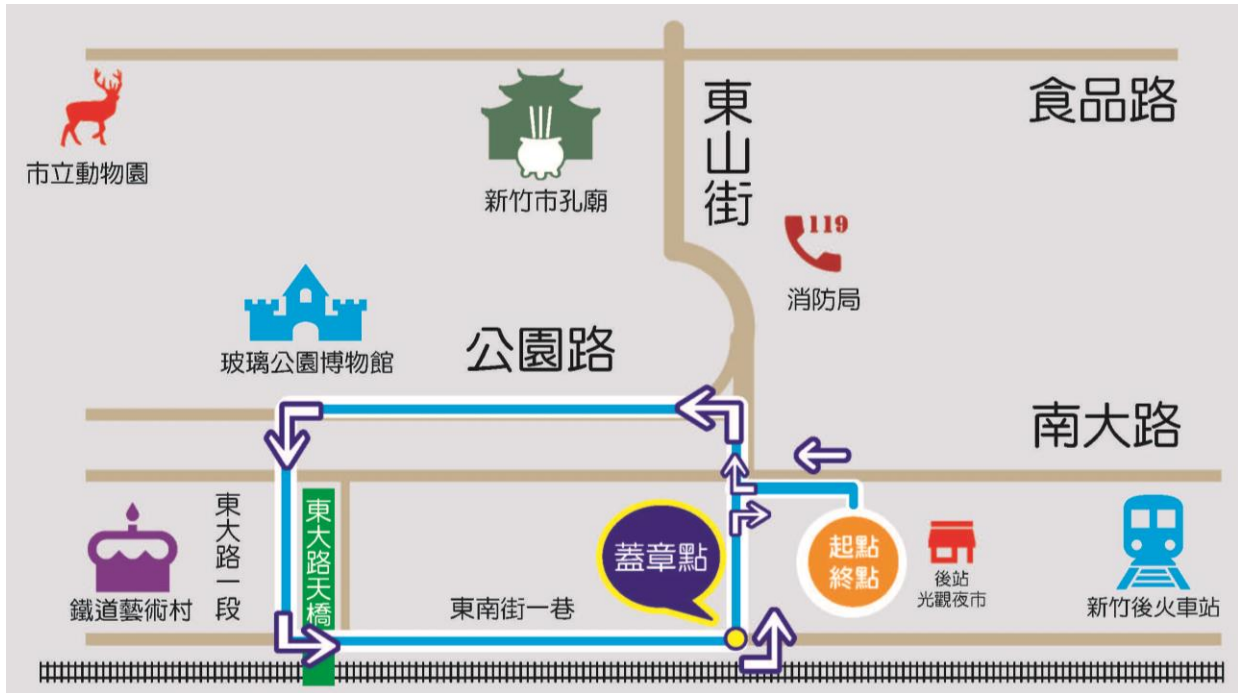 東山街
食品路
市立動物園
新竹市孔廟
119
消防局
玻璃公園博物館
公園路
南大路
東大路一段
東大路天橋
蓋章點
起點
終點
後站
光觀夜市
鐵道藝術村
東南街一巷
新竹後火車站